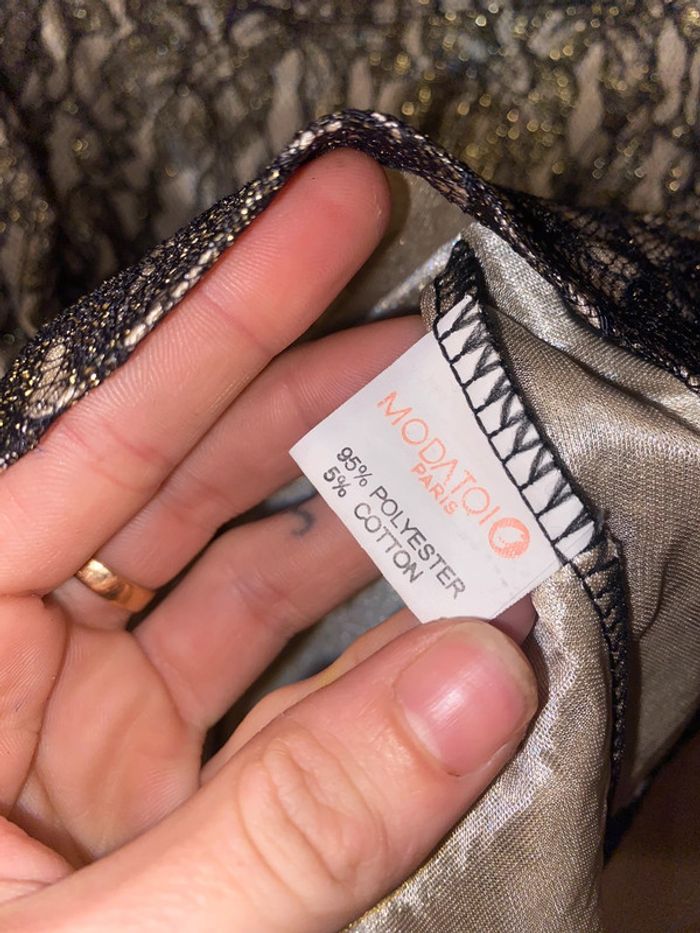 MODATOI
PARIS
95% POLYESTER
5% COTTON